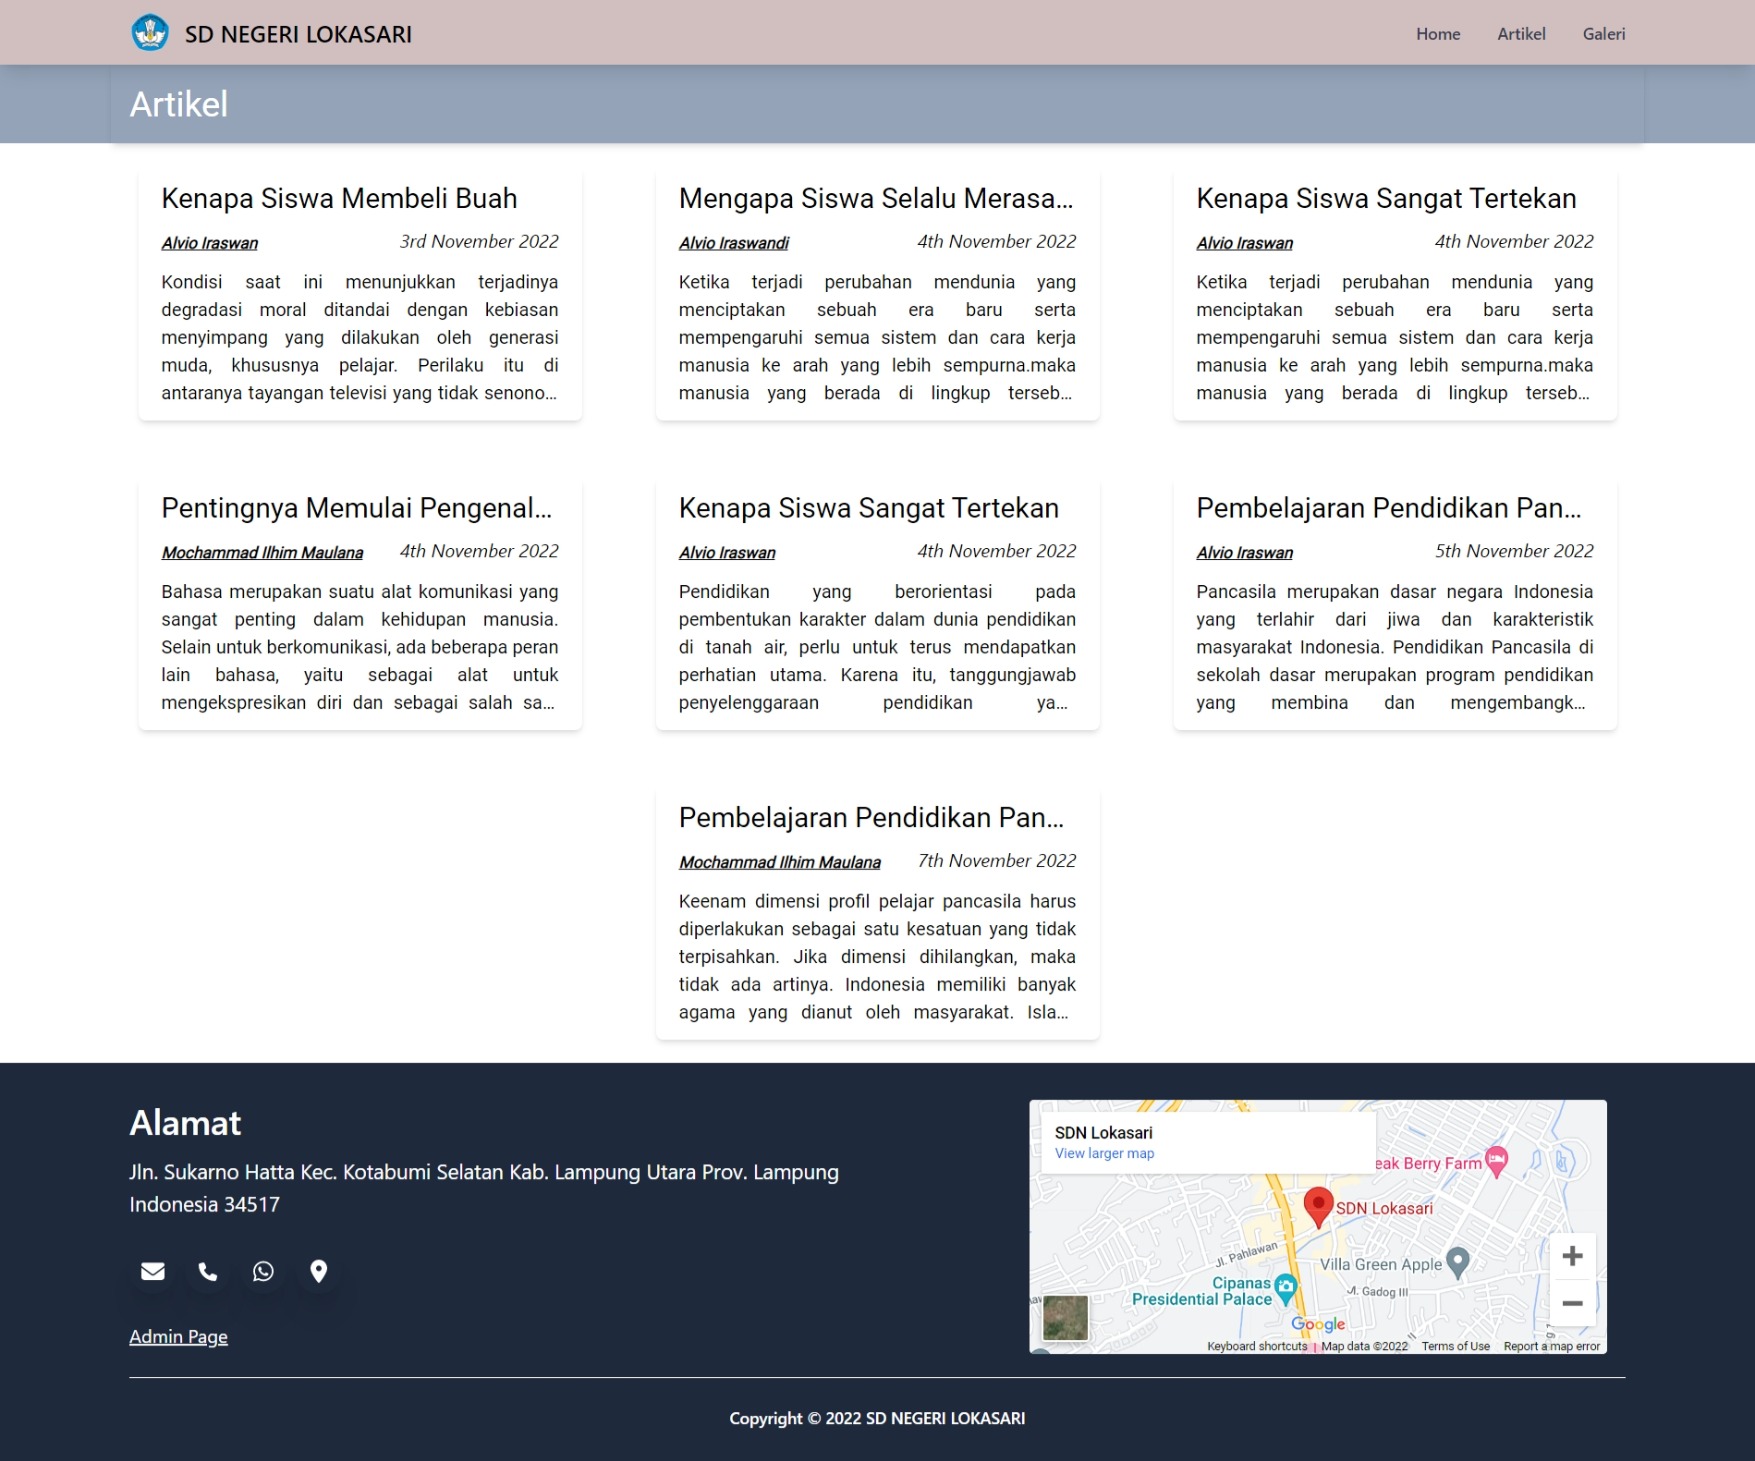 SD NEGERI LOKASARI
Home
Artikel
Galeri
Artikel
Kenapa Siswa Membeli Buah
Alvio Iraswan
3rd November 2022
Kondisi saat ini menunjukkan terjadinya
degradasi moral ditandai dengan kebiasan
menyimpang yang dilakukan oleh generasi
muda, khususnya pelajar. Perilaku itu di
antaranya tayangan televisi yang tidak senono...
Mengapa Siswa Selalu Merasa...
Alvio Iraswandi
4th November 2022
Ketika terjadi perubahan mendunia yang
menciptakan sebuah era baru serta
mempengaruhi semua sistem dan cara kerja
manusia ke arah yang lebih sempurna.maka
manusia yang berada di lingkup terseb...
Kenapa Siswa Sangat Tertekan
Alvio Iraswan
4th November 2022
Ketika terjadi perubahan mendunia yang
menciptakan sebuah era baru serta
mempengaruhi semua sistem dan cara kerja
manusia ke arah yang lebih sempurna.maka
manusia yang berada di lingkup terseb...
Pentingnya Memulai Pengenal...
Mochammad Ilhim Maulana
4th November 2022
Bahasa merupakan suatu alat komunikasi yang
sangat penting dalam kehidupan manusia.
Selain untuk berkomunikasi, ada beberapa peran
lain bahasa, yaitu sebagai alat untuk
mengekspresikan diri dan sebagai salah sa...
Kenapa Siswa Sangat Tertekan
Alvio Iraswan
4th November 2022
Pendidikan yang berorientasi pada
pembentukan karakter dalam dunia pendidikan
di tanah air, perlu untuk terus mendapatkan
perhatian utama. Karena itu, tanggungjawab
penyelenggaraan pendidikan ya...
Pembelajaran Pendidikan Pan...
Alvio Iraswan
5th November 2022
Pancasila merupakan dasar negara Indonesia
yang terlahir dari jiwa dan karakteristik
masyarakat Indonesia. Pendidikan Pancasila di
sekolah dasar merupakan program pendidikan
yang membina dan mengembangk...
Pembelajaran Pendidikan Pan...
Mochammad Ilhim Maulana
7th November 2022
Keenam dimensi profil pelajar pancasila harus
diperlakukan sebagai satu kesatuan yang tidak
terpisahkan. Jika dimensi dihilangkan, maka
tidak ada artinya. Indonesia memiliki banyak
agama yang dianut oleh masyarakat. Isla...
Alamat
Jln. Sukarno Hatta Kec. Kotabumi Selatan Kab. Lampung Utara Prov. Lampung
Indonesia 34517
Admin Page
SDN Lokasari
View larger map
eak Berry Farm
SDN Lokasari
Jl. Pahlawan
Villa Green Apple
Jl. Gadog III
Cipanas
Presidential Palace
Google
Keyboard shortcuts
Map data ©2022
Terms of Use
Report a map error
Copyright © 2022 SD NEGERI LOKASARI